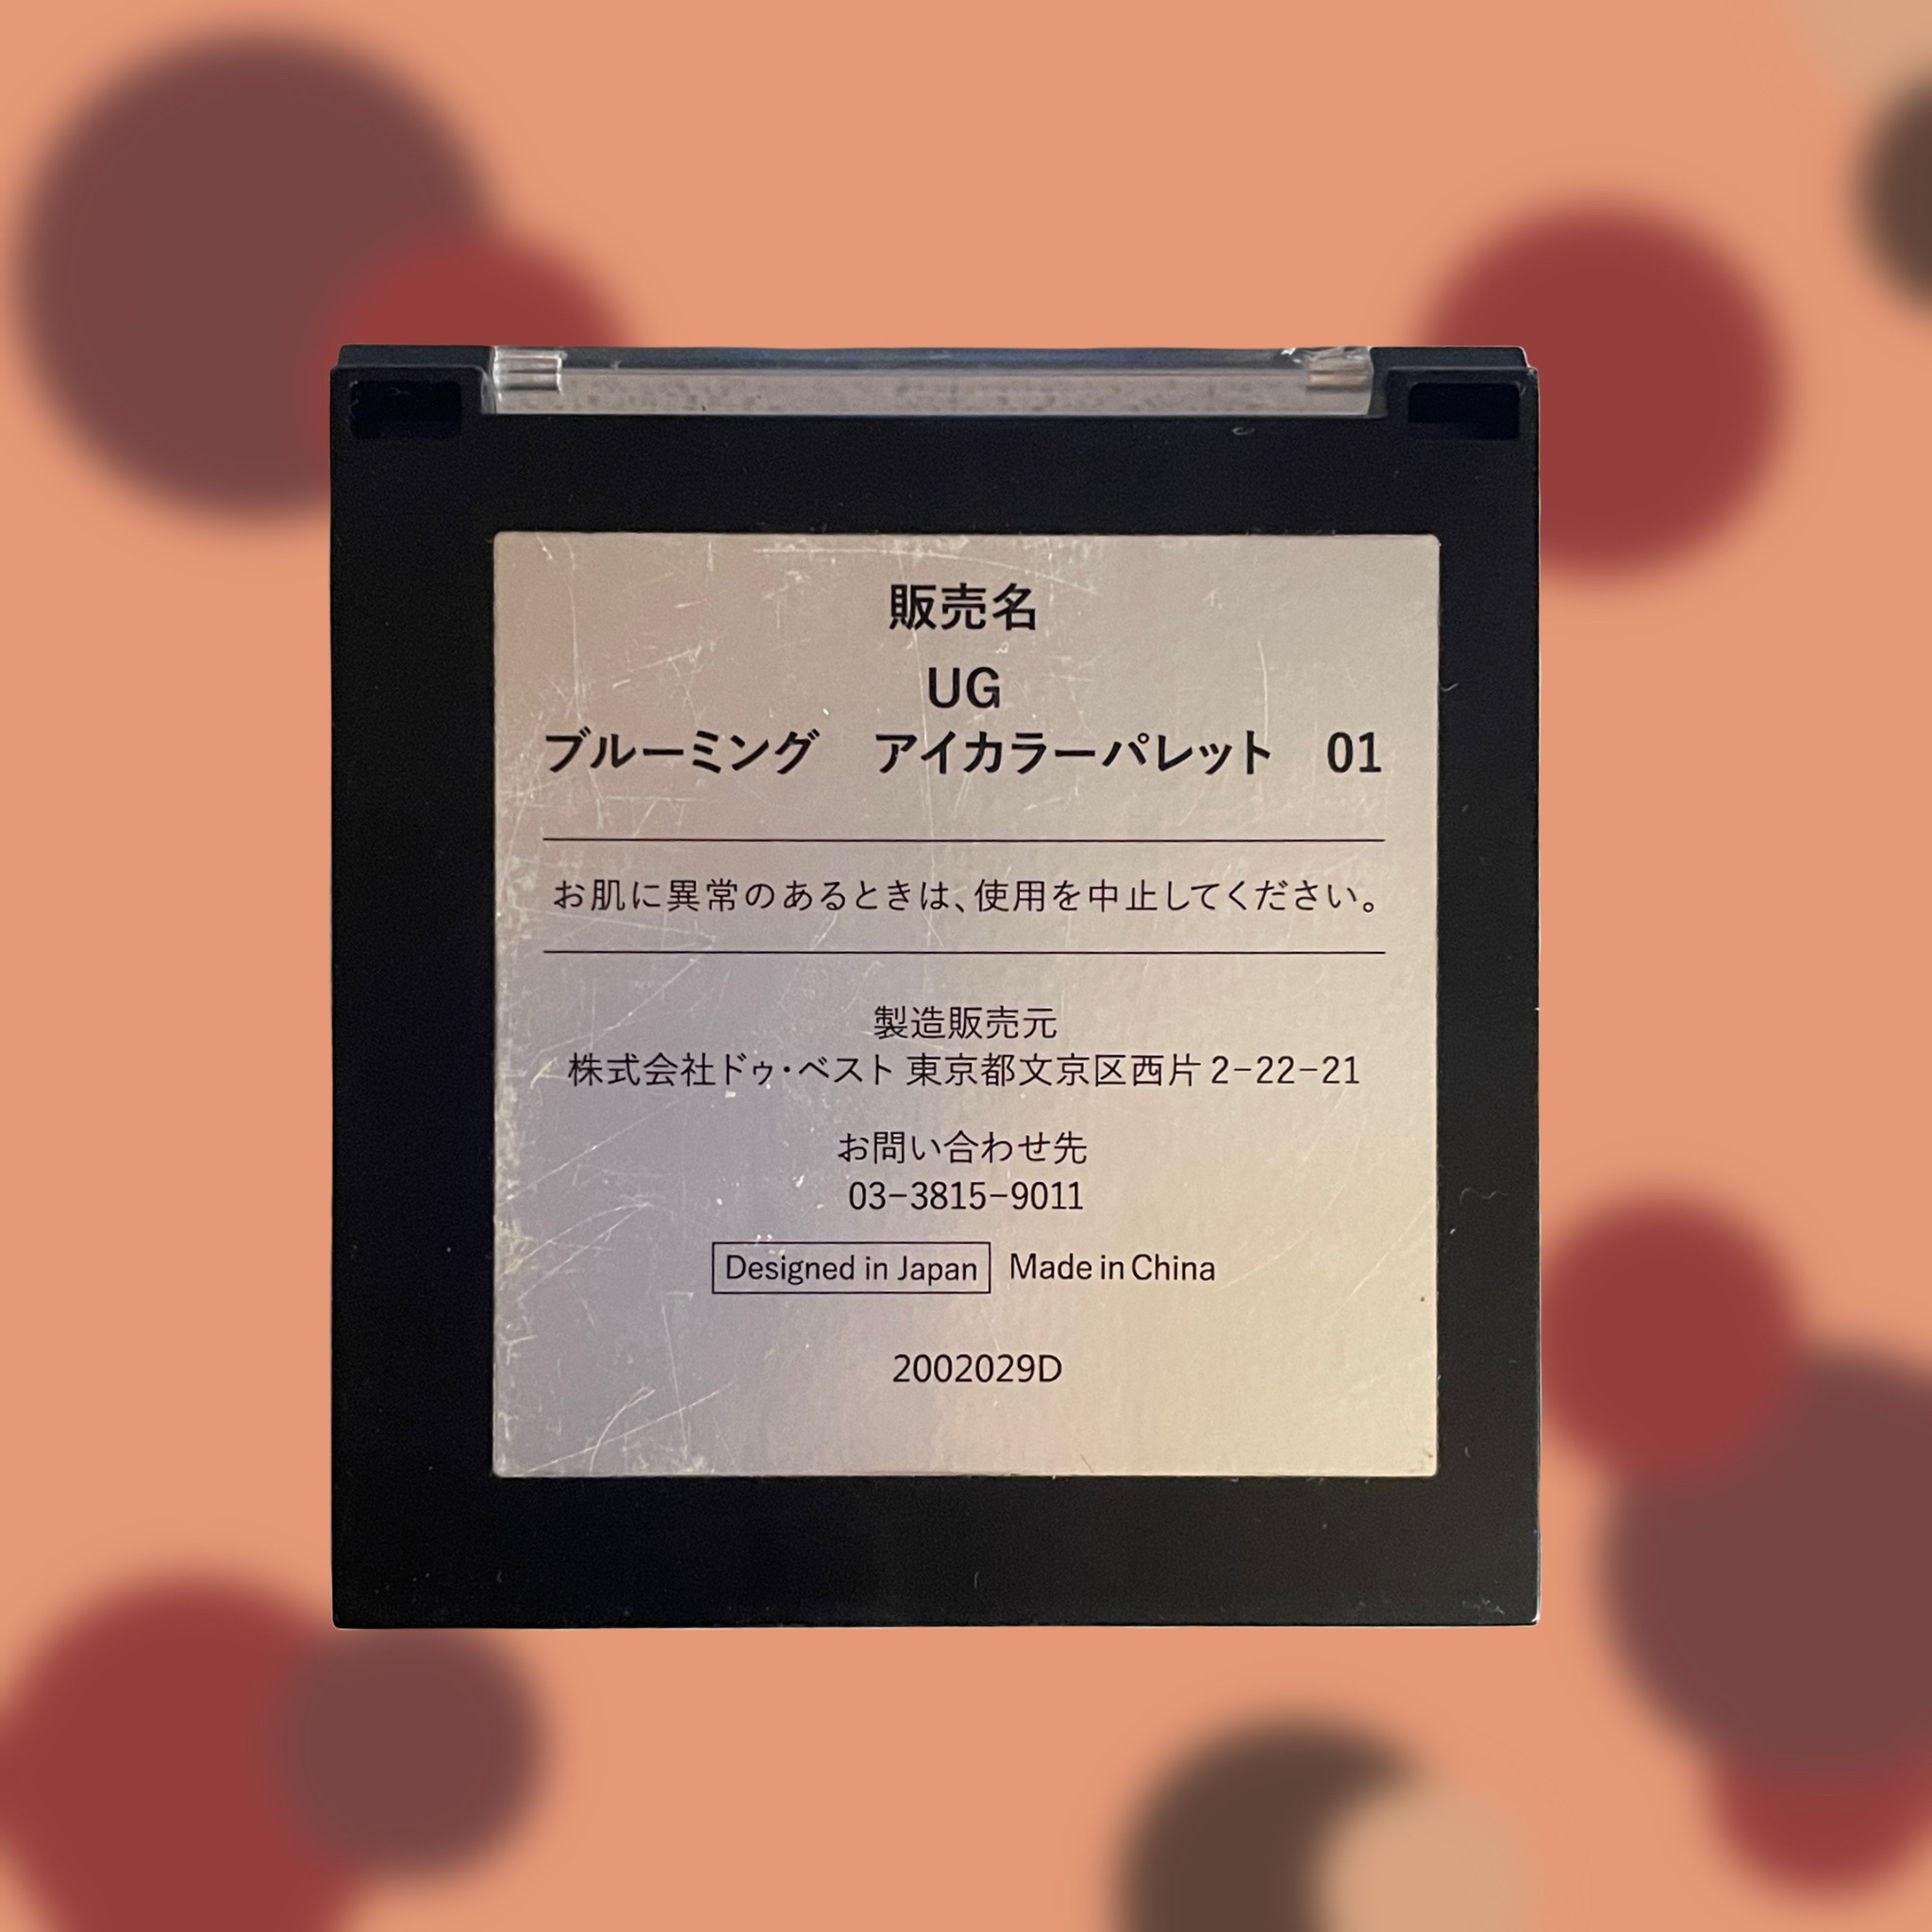 販売名
UG
ブルーミング　アイカラーパレット　01
お肌に異常のあるときは、使用を中止してください。
製造販売元
株式会社ドゥ・ベスト 東京都文京区西片 2-22-21
お問い合わせ先
03-3815-9011
Designed in Japan Made in China
2002029D